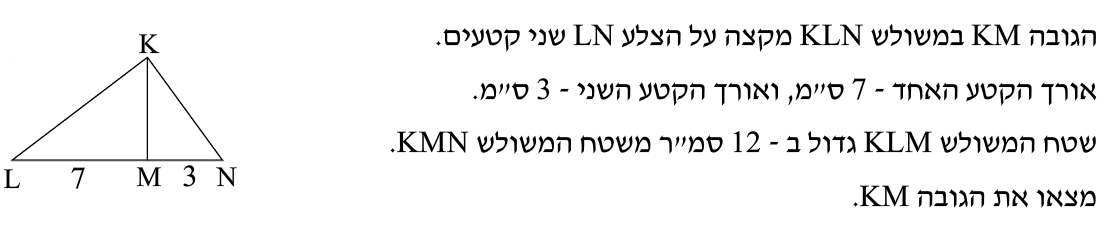 הגובה KM במשולש KLN מקצה על הצלע LN שני קטעים.
אורך הקטע האחד - 7 ס״מ, ואורך הקטע השני - 3 ס״מ.
שטח המשולש KLM גדול ב - 12 סמ״ר משטח המשולש KMN.
מצאו את הגובה KM.
K
L 7 M 3 N